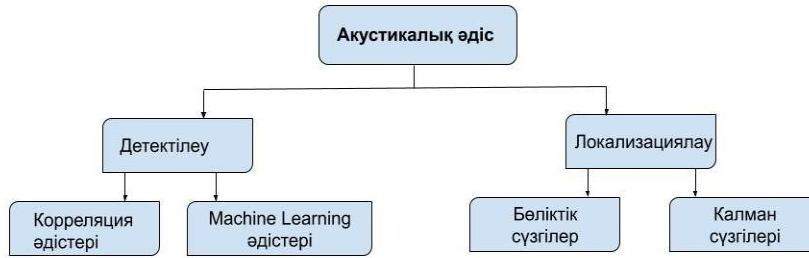 Акустикалық әдіс
Детектілеу
Локализациялау
Корреляция
әдістері
Machine Learning
әдістері
Бөліктік
сүзгілер
Калман
сүзгілері